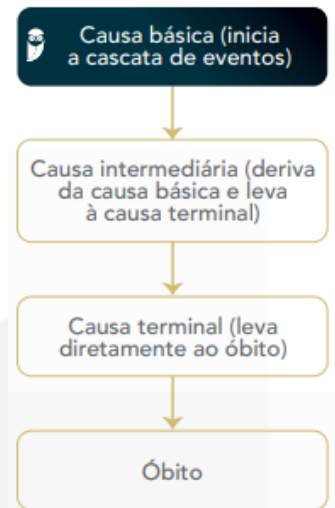 Causa básica (inicia
a cascata de eventos)
Causa intermediária (deriva
da causa básica e leva
à causa terminal)
Causa terminal (leva
diretamente ao óbito)
Óbito